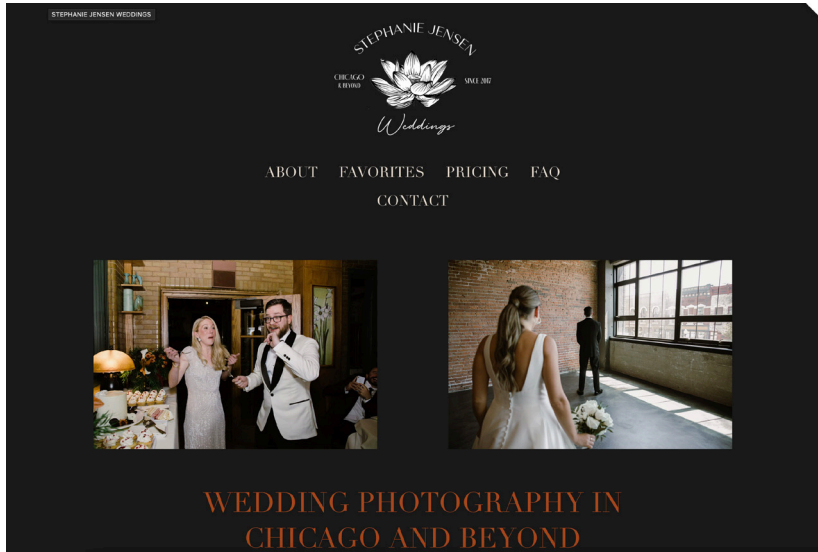 STEPHANIE JENSEN WEDDINGS
STEPHANIE JENSEN
CHICAGO
& BEYOND
SINCE 2017
Weddings
ABOUT FAVORITES PRICING FAQ
CONTACT
WEDDING PHOTOGRAPHY IN
CHICAGO AND BEYOND